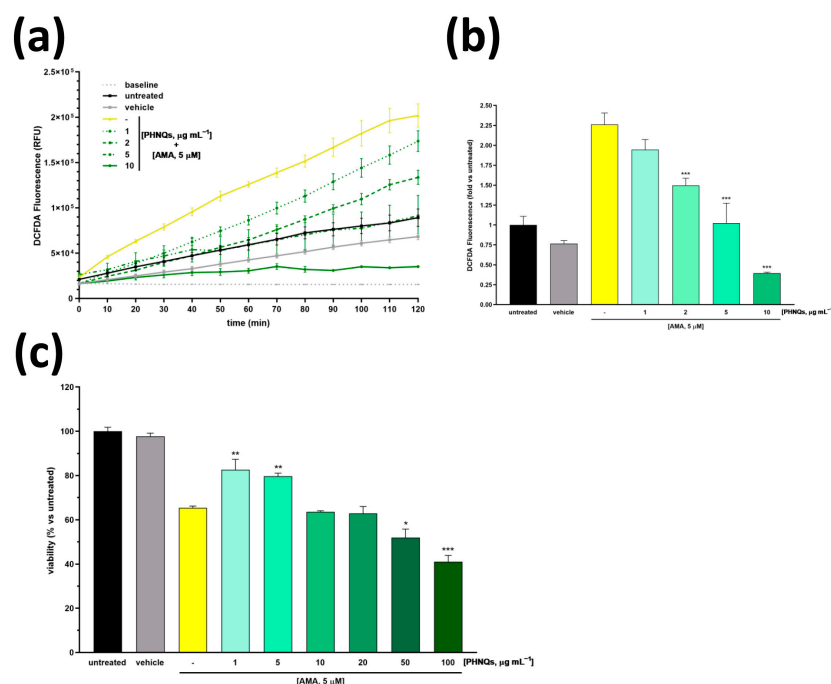 (a)
2.5×10⁵
2×10⁵
1.5×10⁵
1×10⁵
5×10⁴
0
DCFDA Fluorescence (RFU)
baseline
untreated
vehicle
-
1
2
5
10
[PHNQs, μg mL⁻¹]
+
[AMA, 5 μM]
0 10 20 30 40 50 60 70 80 90 100 110 120
time (min)
(b)
DCFDA Fluorescence (fold vs untreated)
2.50
2.25
2.00
1.75
1.50
1.25
1.00
0.75
0.50
0.25
0.00
***
***
***
untreated vehicle - 1 2 5 10 [PHNQs, μg mL⁻
[AMA, 5 μM]
(c)
viability (% vs untreated)
120
100
80
60
40
20
0
**
**
*
***
untreated vehicle - 1 5 10 20 50 100 [PHNQs, μg mL⁻¹]
[AMA, 5 μM]